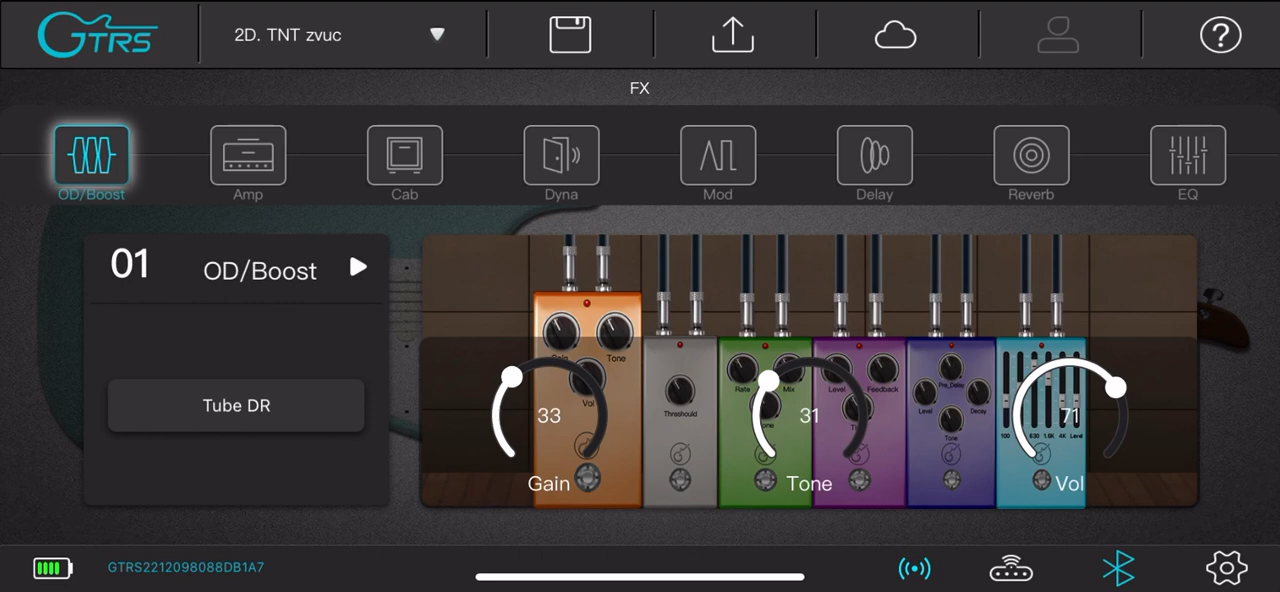 GTRS
2D. TNT zvuc
?
FX
OD/Boost
Amp
Cab
Dyna
Mod
Delay
Reverb
EQ
01
OD/Boost
Tube DR
Gain
Tone
Vol
Threshould
Rate
Mix
Level
Feedback
Pre_Delay
Level
Decay
Tone
100
630
1.6K
4K
Level
33
Gain
31
Tone
71
Vol
GTRS2212098088DB1A7